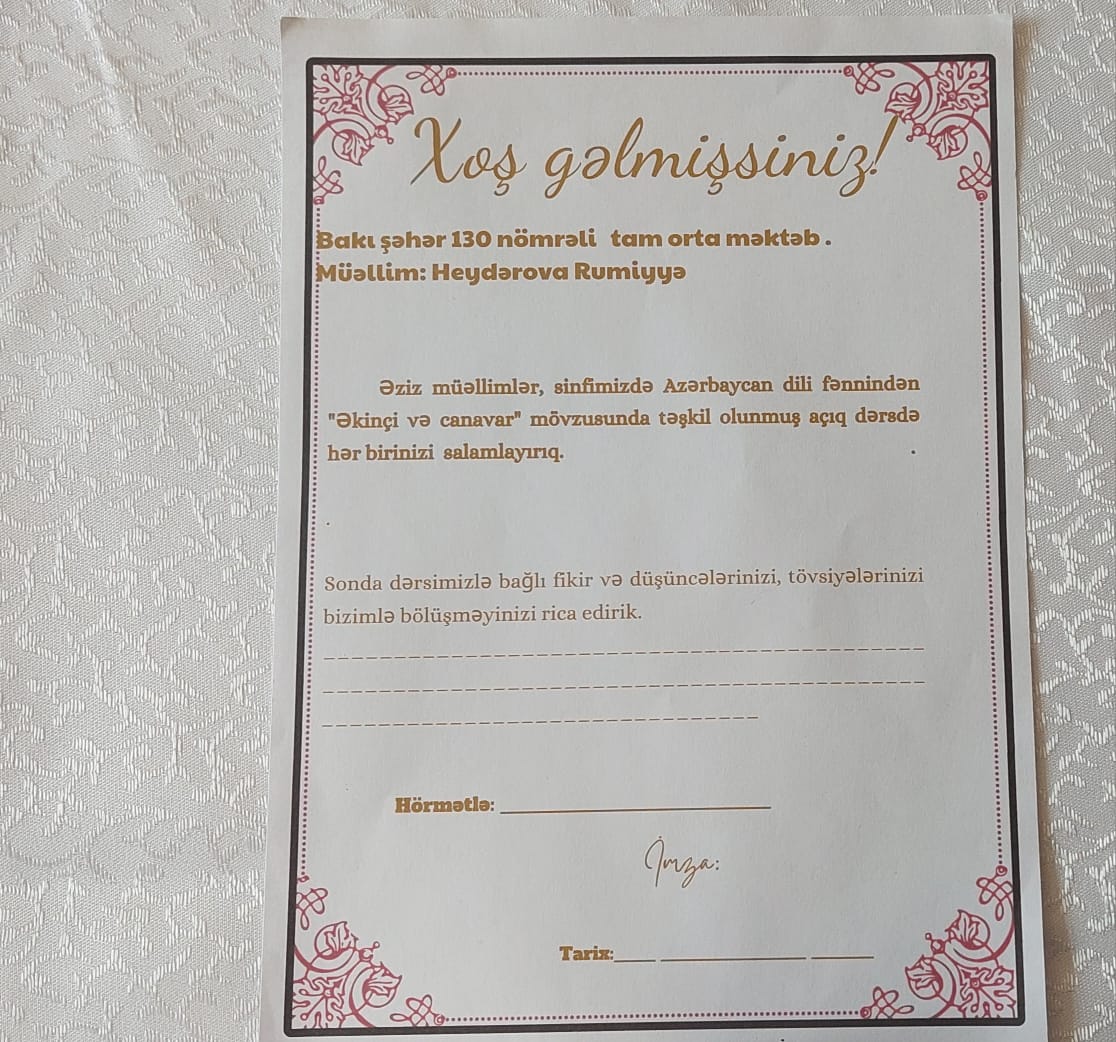 Xoş gəlmişsiniz!
Bakı şəhər 130 nömrəli tam orta məktəb .
Müəllim: Heydərova Rumiyyə
Əziz müəllimlər, sinfimizdə Azərbaycan dili fənnindən
"Əkinçi və canavar" mövzusunda təşkil olunmuş açıq dərsdə
hər birinizi salamlayırıq.
Sonda dərsimizlə bağlı fikir və düşüncələrinizi, tövsiyələrinizi
bizimlə bölüşməyinizi rica edirik.
Hörmətlə:
İmza:
Tarix: